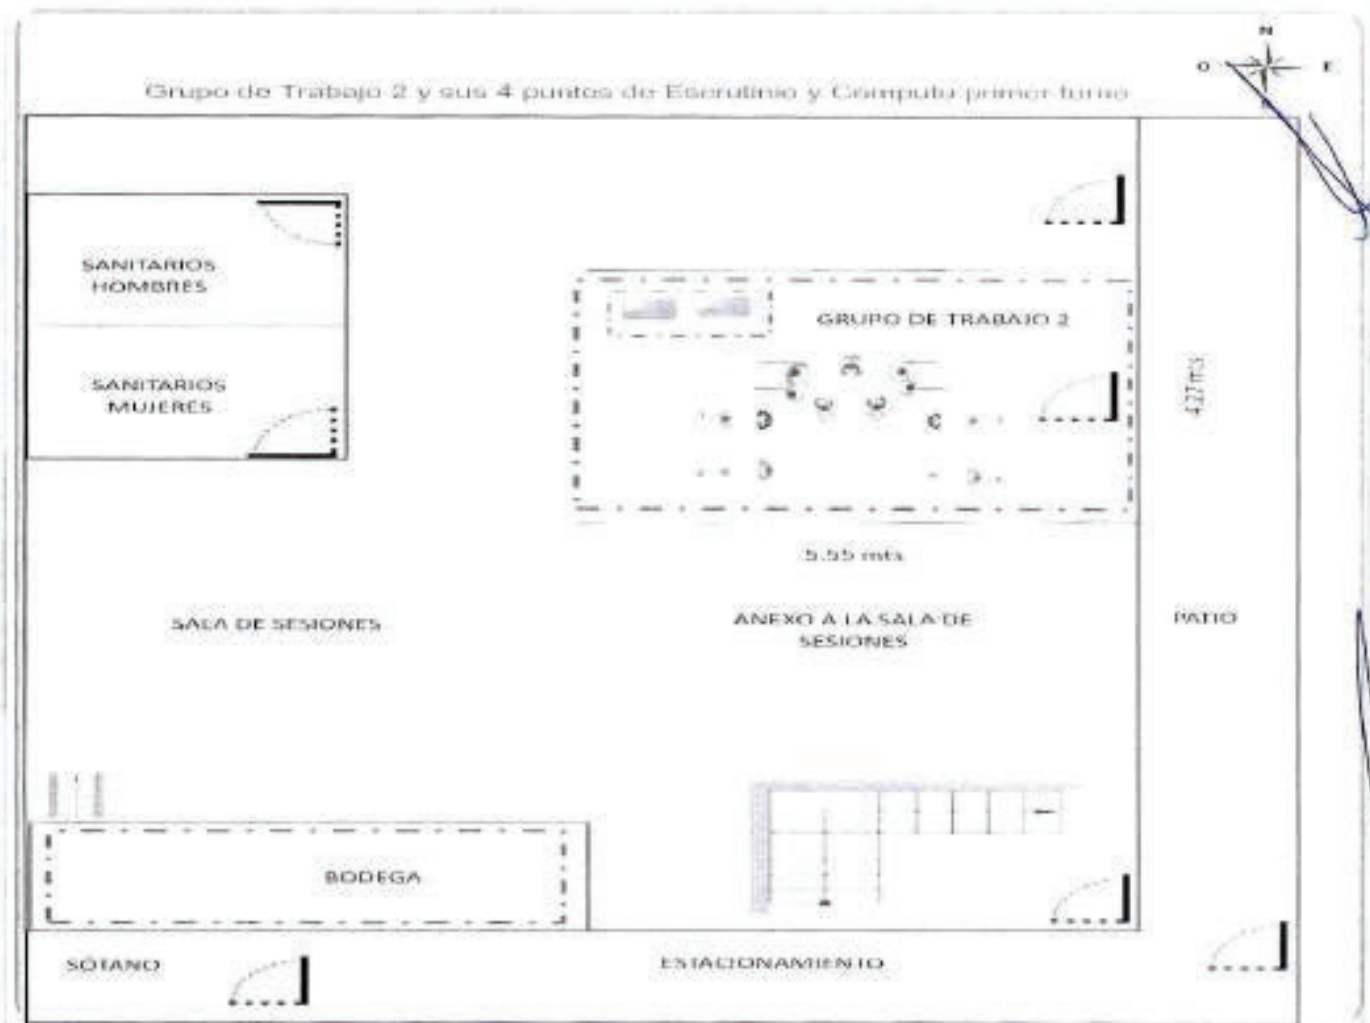 N
O
E
Grupo de Trabajo 2 y sus 4 puntos de Escrutinio y Computo primer turno
SANITARIOS
HOMBRES
GRUPO DE TRABAJO 2
SANITARIOS
MUJERES
5.55 mts
SALA DE SESIONES
ANEXO A LA SALA DE
SESIONES
PATIO
BODEGA
SÓTANO
ESTACIONAMIENTO